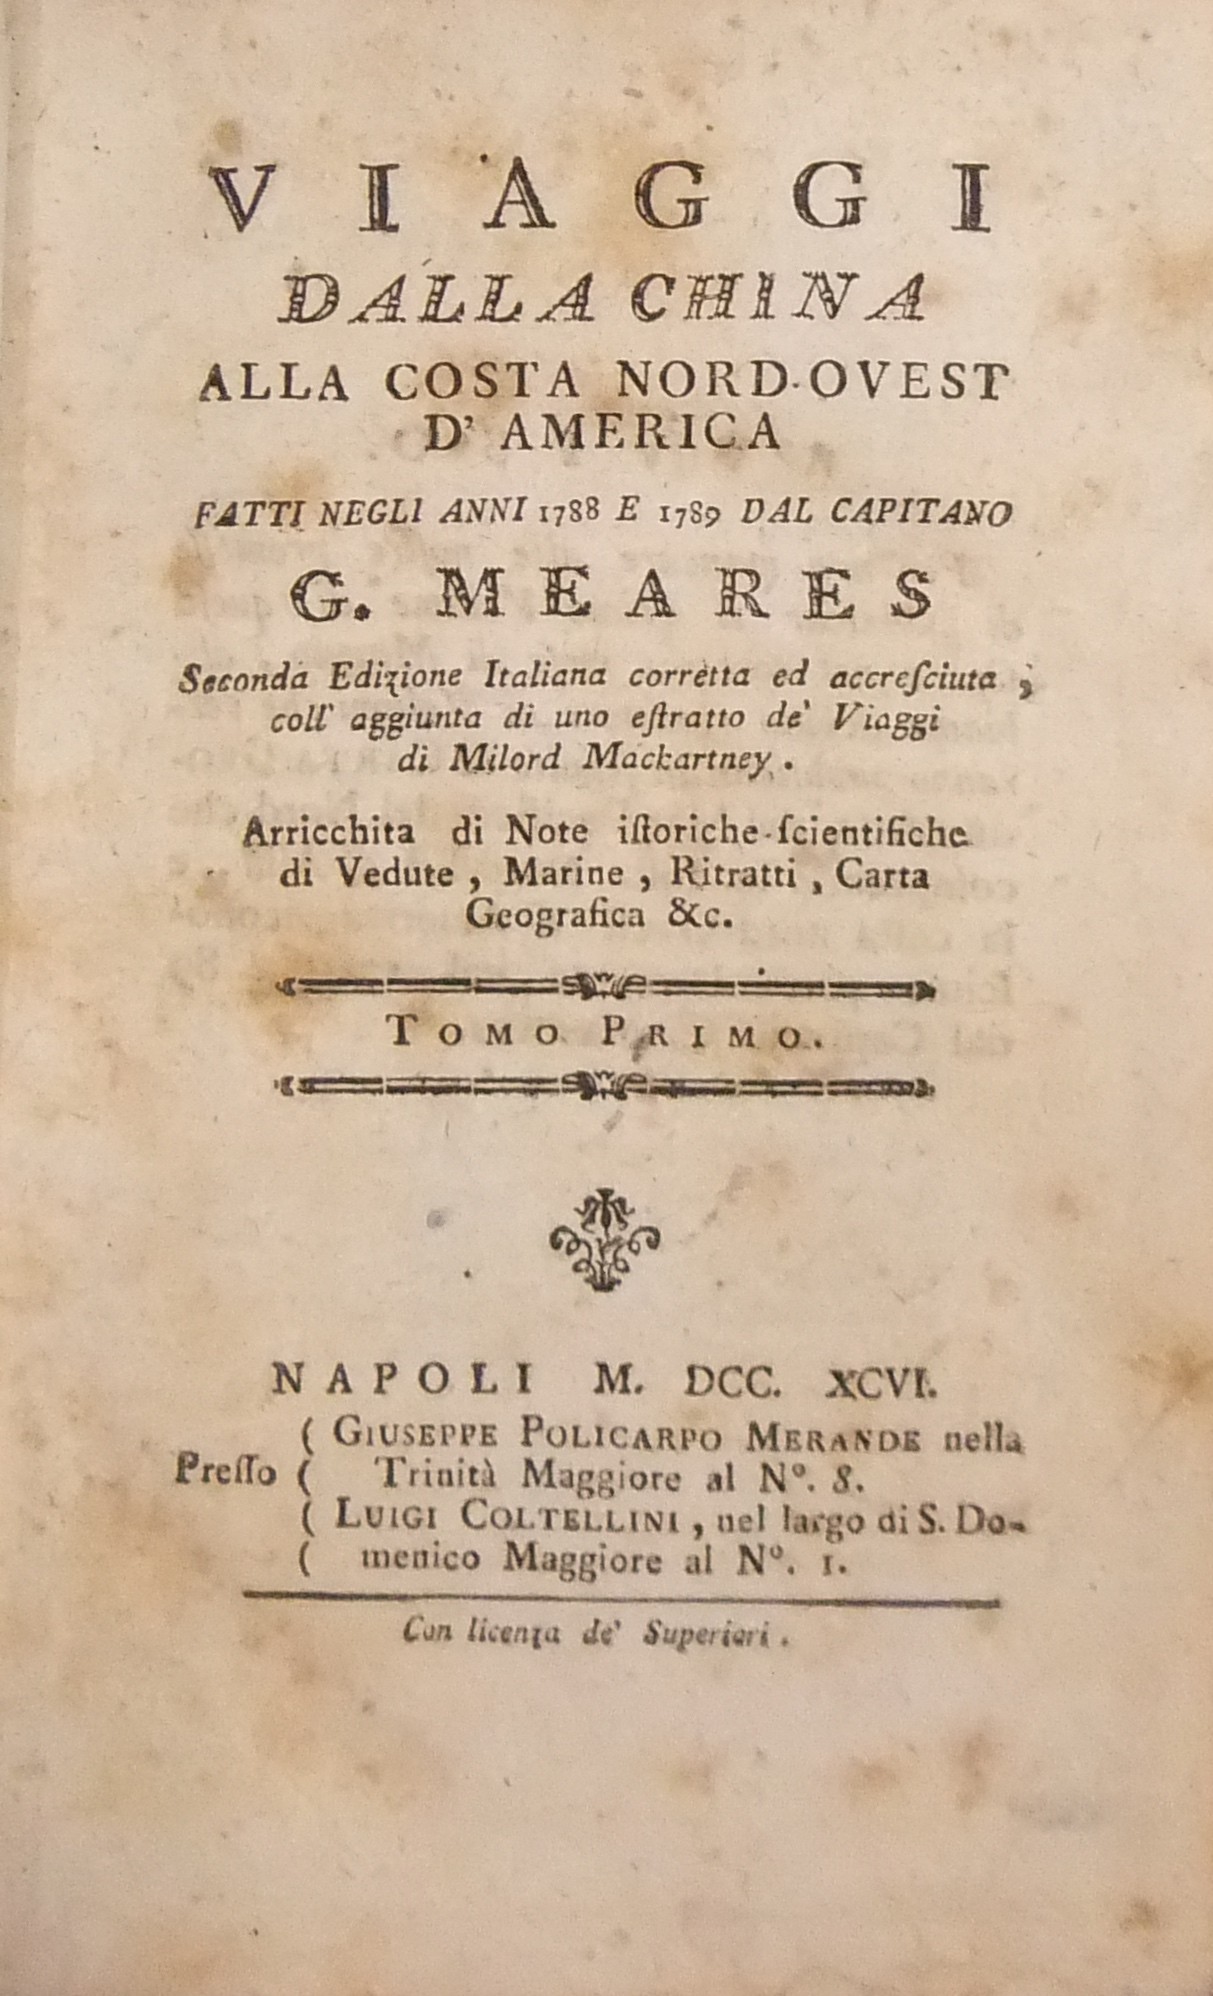 VIAGGI
DALLA CHINA
ALLA COSTA NORD-OVEST
D' AMERICA
FATTI NEGLI ANNI 1788 E 1789 DAL CAPITANO
G. MEARES
Seconda Edizione Italiana corretta ed accreſciuta ,
coll' aggiunta di uno eſtratto de' Viaggi
di Milord Mackartney .
Arricchita di Note iſtoriche-ſcientifiche
di Vedute , Marine , Ritratti , Carta
Geografica &c.
TOMO PRIMO.
NAPOLI M. DCC. XCVI.
( GIUSEPPE POLICARPO MERANDE nella
Preſſo ( Trinità Maggiore al Nº. 8.
( LUIGI COLTELLINI , nel largo di S. Do-
( menico Maggiore al Nº. 1.
Con licenza de' Superiori .